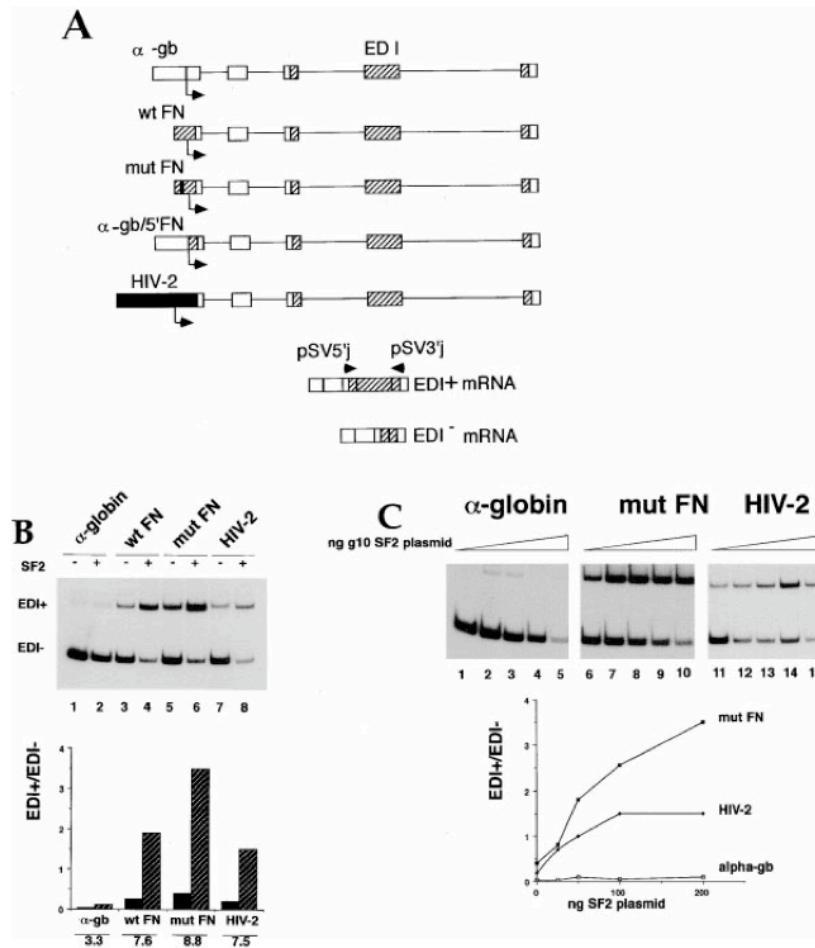 A
α -gb
ED I
wt FN
mut FN
α-gb/5'FN
HIV-2
pSV5'j pSV3'j
EDI+ mRNA
EDI - mRNA
B
α-globin wt FN mut FN HIV-2
SF2 - + - + - + - +
EDI+
EDI-
1 2 3 4 5 6 7 8
EDI+/EDI-
4
3
2
1
0
α-gb wt FN mut FN HIV-2
3.3 7.6 8.8 7.5
C
α-globin mut FN HIV-2
ng g10 SF2 plasmid
1 2 3 4 5 6 7 8 9 10 11 12 13 14
EDI+/EDI-
4
3
2
1
0
mut FN
HIV-2
alpha-gb
0 100 200
ng SF2 plasmid